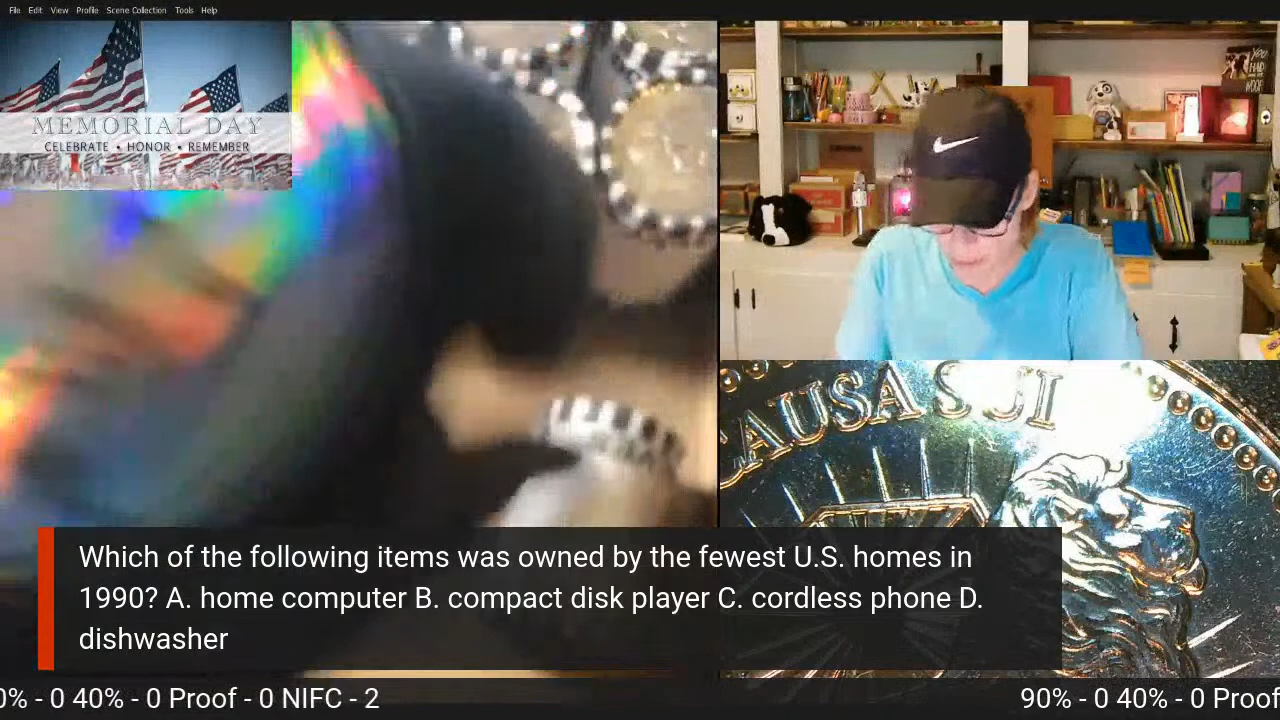 File Edit View Profile Scene Collection Tools Help
MEMORIAL DAY
CELEBRATE • HONOR • REMEMBER
CAUSA SUI
Which of the following items was owned by the fewest U.S. homes in
1990? A. home computer B. compact disk player C. cordless phone D.
dishwasher
0% - 0 40% - 0 Proof - 0 NIFC - 2
90% - 0 40% - 0 Proof